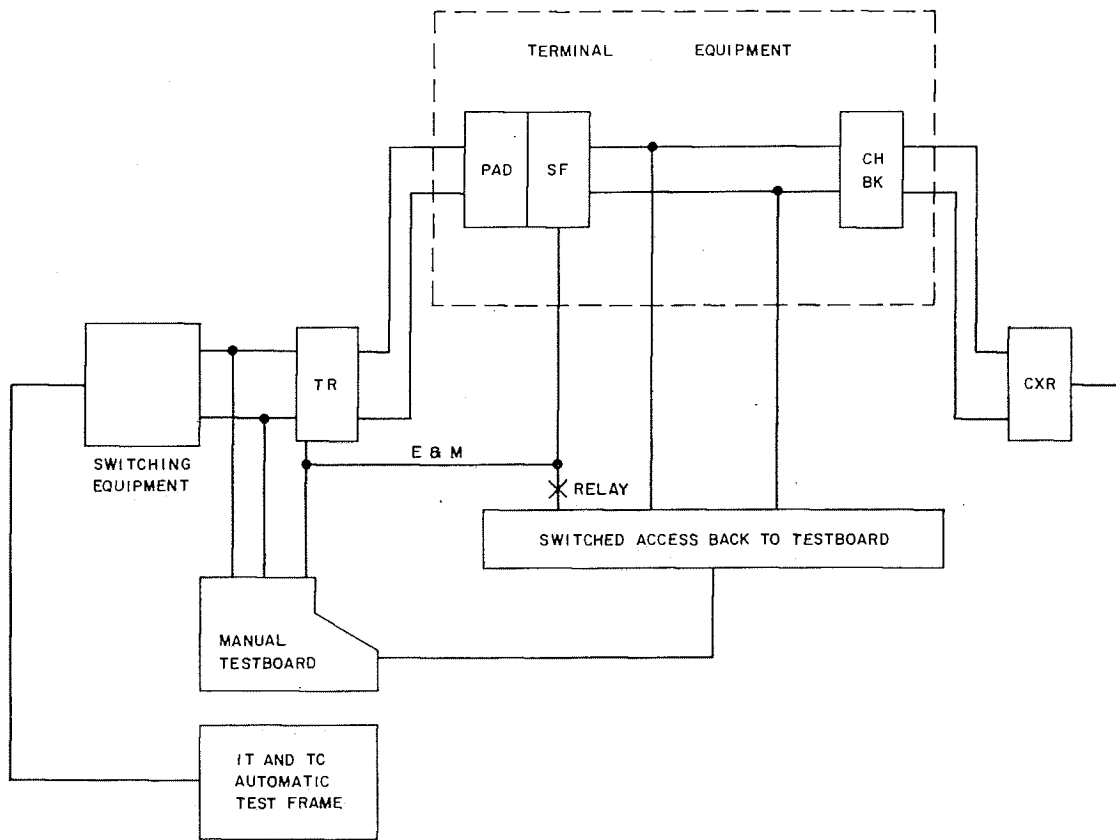 TERMINAL EQUIPMENT
PAD
SF
CH
BK
TR
CXR
SWITCHING
EQUIPMENT
E & M
RELAY
SWITCHED ACCESS BACK TO TESTBOARD
MANUAL
TESTBOARD
IT AND TC
AUTOMATIC
TEST FRAME